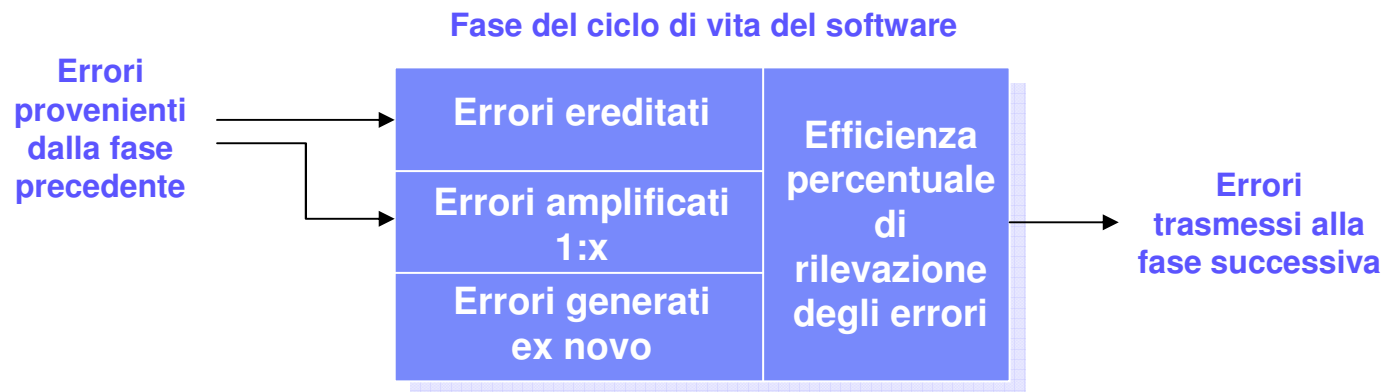 Fase del ciclo di vita del software
Errori
provenienti
dalla fase
precedente
Errori ereditati
Errori amplificati
1:x
Errori generati
ex novo
Efficienza
percentuale
di
rilevazione
degli errori
Errori
trasmessi alla
fase successiva